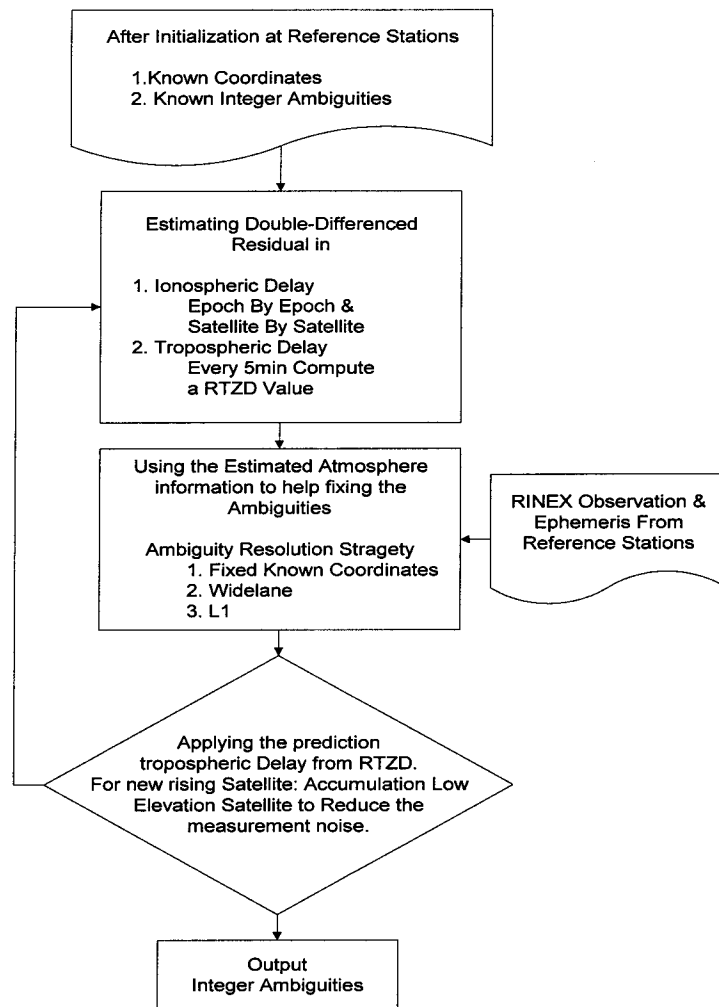 After Initialization at Reference Stations
1.Known Coordinates
2. Known Integer Ambiguities
Estimating Double-Differenced
Residual in
1. Ionospheric Delay
Epoch By Epoch &
Satellite By Satellite
2. Tropospheric Delay
Every 5min Compute
a RTZD Value
Using the Estimated Atmosphere
information to help fixing the
Ambiguities
Ambiguity Resolution Stragety
1. Fixed Known Coordinates
2. Widelane
3. L1
RINEX Observation &
Ephemeris From
Reference Stations
Applying the prediction
tropospheric Delay from RTZD.
For new rising Satellite: Accumulation Low
Elevation Satellite to Reduce the
measurement noise.
Output
Integer Ambiguities